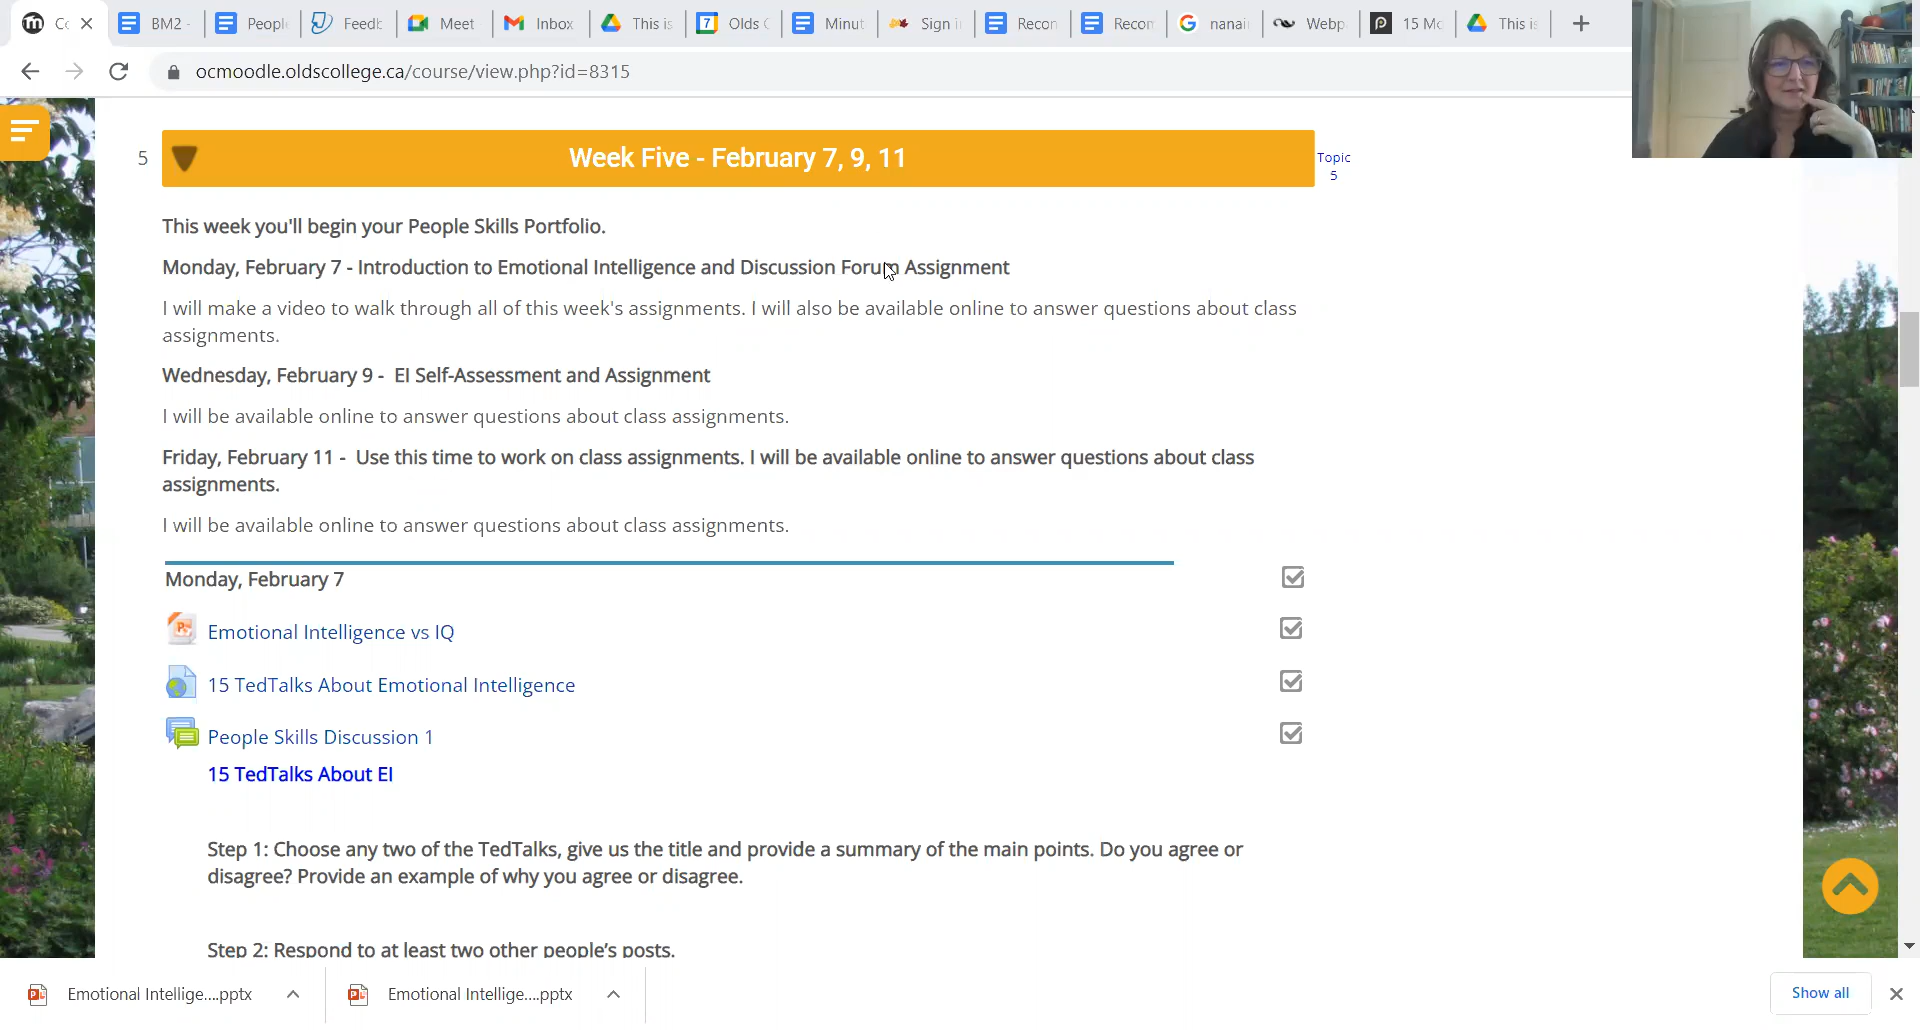 BM2 -
People
Feedb
Meet
Inbox
This is
7
Olds C
Minut
Sign i
Recon
Recon
nanai
Webp
15 Mo
This is
ocmoodle.oldscollege.ca/course/view.php?id=8315
5
Week Five - February 7, 9, 11
Topic
5
This week you'll begin your People Skills Portfolio.
Monday, February 7 - Introduction to Emotional Intelligence and Discussion Forum Assignment
I will make a video to walk through all of this week's assignments. I will also be available online to answer questions about class
assignments.
Wednesday, February 9 - EI Self-Assessment and Assignment
I will be available online to answer questions about class assignments.
Friday, February 11 - Use this time to work on class assignments. I will be available online to answer questions about class
assignments.
I will be available online to answer questions about class assignments.
Monday, February 7
Emotional Intelligence vs IQ
15 TedTalks About Emotional Intelligence
People Skills Discussion 1
15 TedTalks About EI
Step 1: Choose any two of the TedTalks, give us the title and provide a summary of the main points. Do you agree or
disagree? Provide an example of why you agree or disagree.
Step 2: Respond to at least two other people's posts.
Emotional Intellige....pptx
Emotional Intellige....pptx
Show all